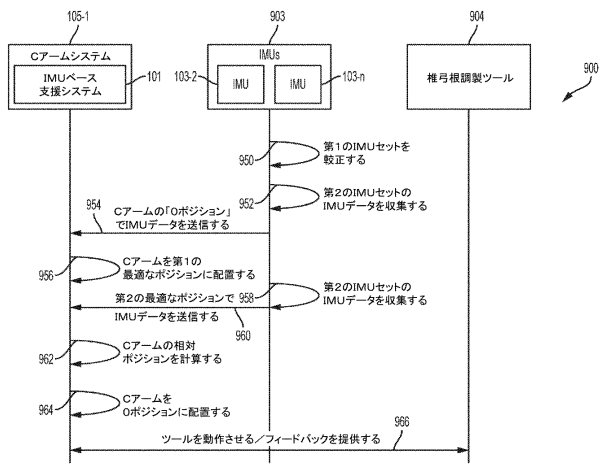 105-1
903
904
Cアームシステム
IMUベース
支援システム
101
IMUs
103-2
IMU
IMU
103-n
椎弓根調製ツール
900
950
第1のIMUセットを
較正する
952
第2のIMUセットの
IMUデータを収集する
954
Cアームの「0ポジション」
でIMUデータを送信する
956
Cアームを第1の
最適なポジションに配置する
958
第2のIMUセットの
IMUデータを収集する
第2の最適なポジションで
IMUデータを送信する
960
962
Cアームの相対
ポジションを計算する
964
Cアームを
0ポジションに配置する
ツールを動作させる/フィードバックを提供する
966